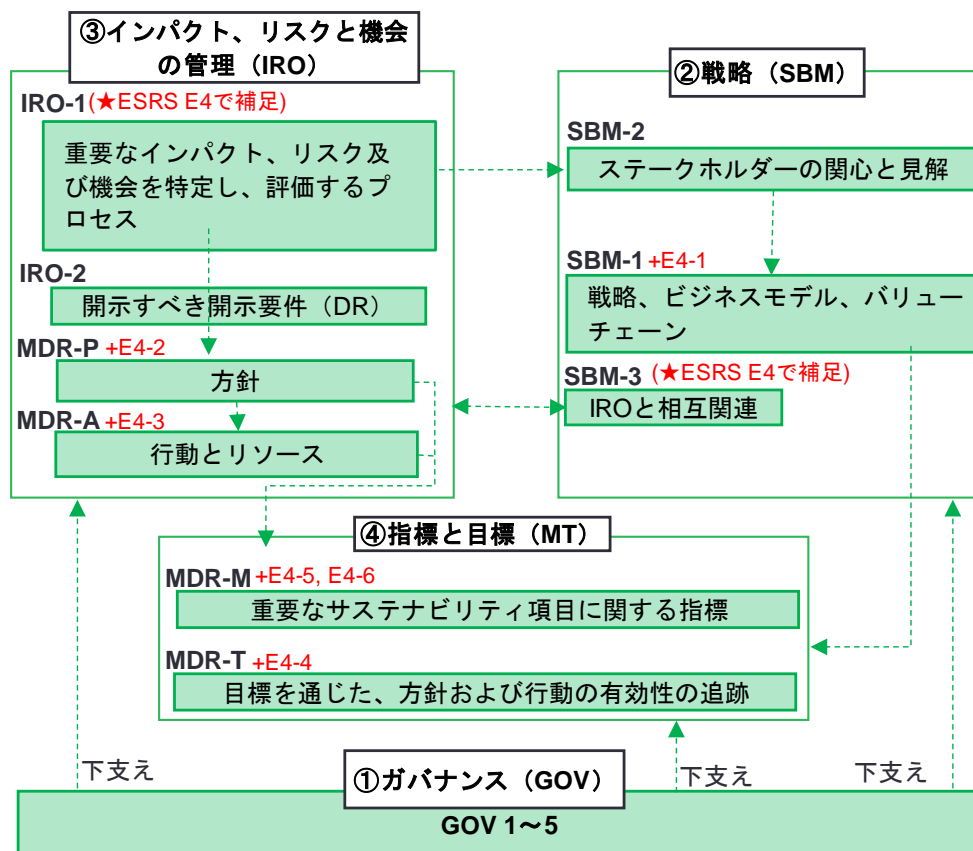 ③インパクト、リスクと機会
の管理（IRO）
IRO-1(★ESRS E4で補足)
重要なインパクト、リスク及
び機会を特定し、評価するプ
ロセス
IRO-2
開示すべき開示要件（DR）
MDR-P +E4-2
方針
MDR-A +E4-3
行動とリソース
②戦略（SBM）
SBM-2
ステークホルダーの関心と見解
SBM-1 +E4-1
戦略、ビジネスモデル、バリュー
チェーン
SBM-3 (★ESRS E4で補足)
IROと相互関連
④指標と目標（MT）
MDR-M +E4-5, E4-6
重要なサステナビリティ項目に関する指標
MDR-T +E4-4
目標を通じた、方針および行動の有効性の追跡
下支え
下支え
下支え
①ガバナンス（GOV）
GOV 1～5